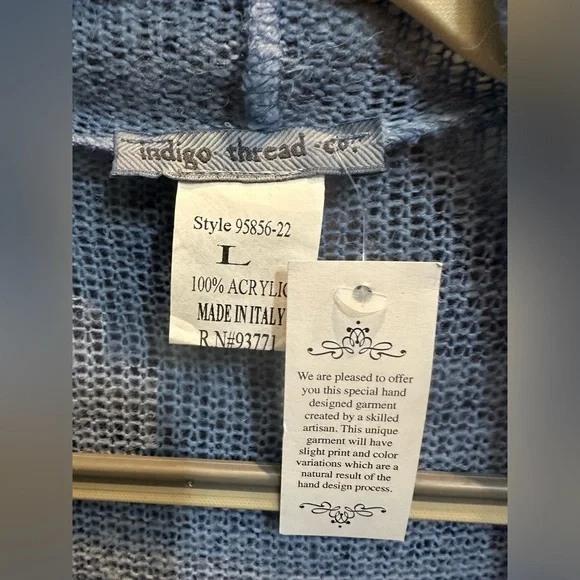 indigo thread co.
Style 95856-22
L
100% ACRYLIC
MADE IN ITALY
RN#93771
We are pleased to offer
you this special hand
designed garment
created by a skilled
artisan. This unique
garment will have
slight print and color
variations which are a
natural result of the
hand design process.